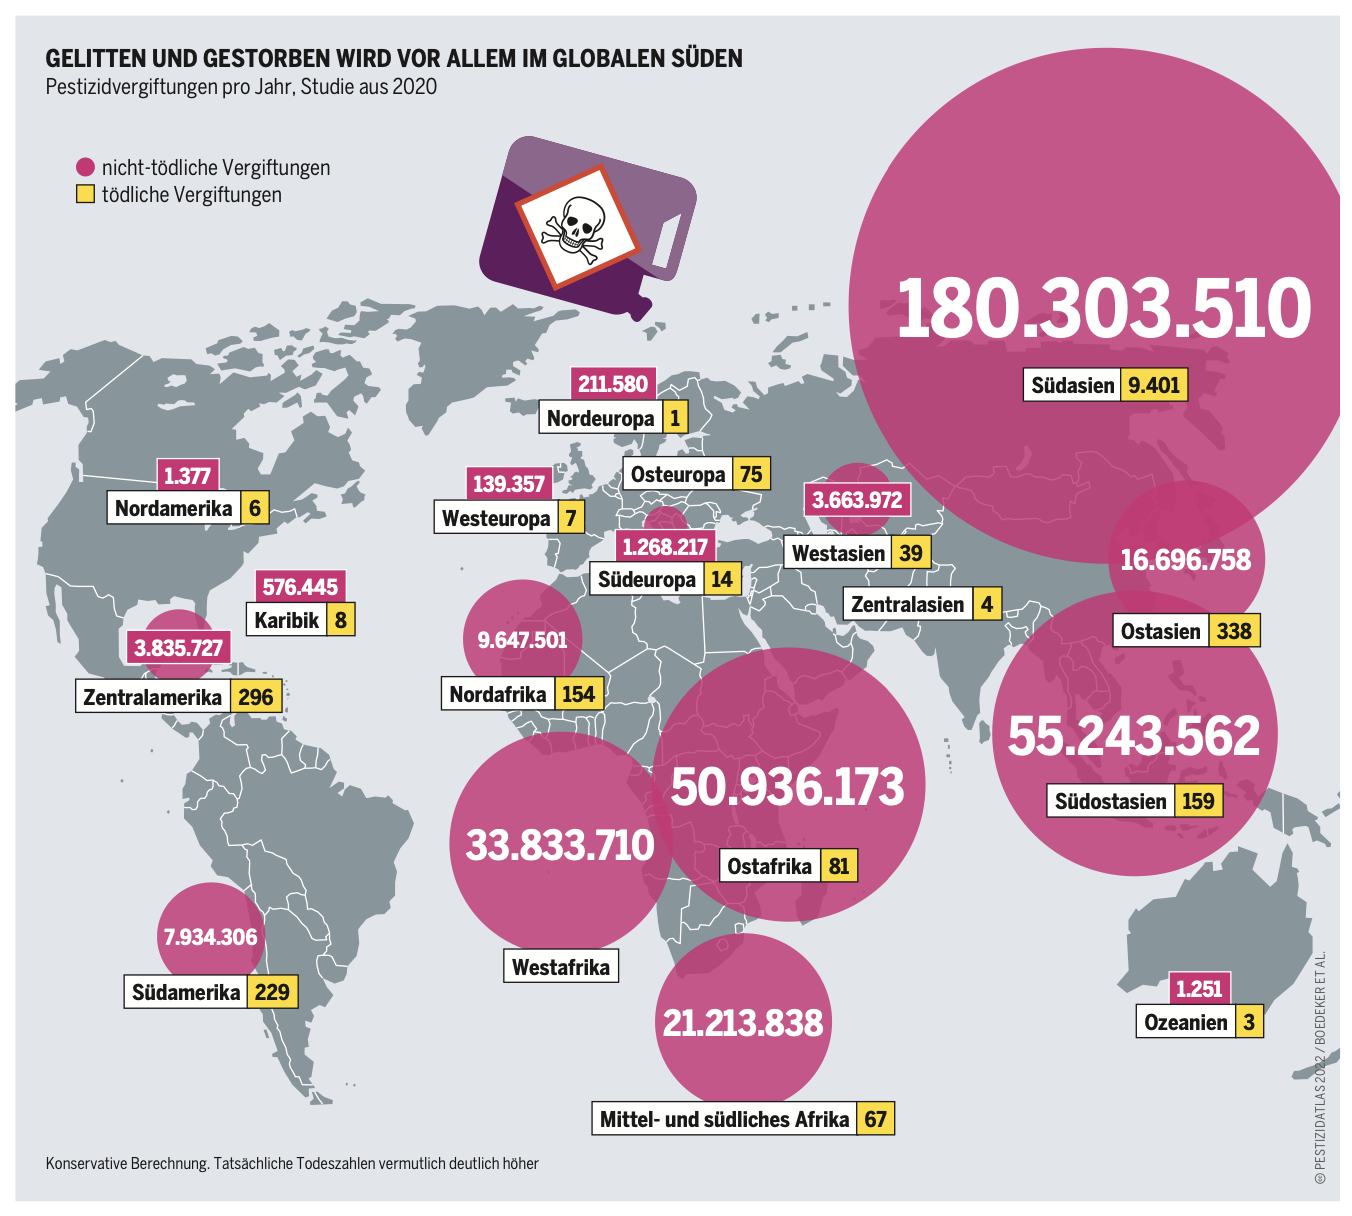 GELITTEN UND GESTORBEN WIRD VOR ALLEM IM GLOBALEN SÜDEN
Pestizidvergiftungen pro Jahr, Studie aus 2020
nicht-tödliche Vergiftungen
tödliche Vergiftungen
180.303.510
Südasien 9.401
211.580
Nordeuropa 1
Osteuropa 75
1.377
Nordamerika 6
139.357
Westeuropa 7
3.663.972
Westasien 39
1.268.217
Südeuropa 14
16.696.758
Ostasien 338
576.445
Karibik 8
Zentralasien 4
3.835.727
Zentralamerika 296
9.647.501
Nordafrika 154
55.243.562
Südostasien 159
50.936.173
Ostafrika 81
33.833.710
Westafrika
7.934.306
Südamerika 229
21.213.838
Mittel- und südliches Afrika 67
1.251
Ozeanien 3
Konservative Berechnung. Tatsächliche Todeszahlen vermutlich deutlich höher
© PESTIZIDATLAS 2022 / BOEDEKER ET AL.